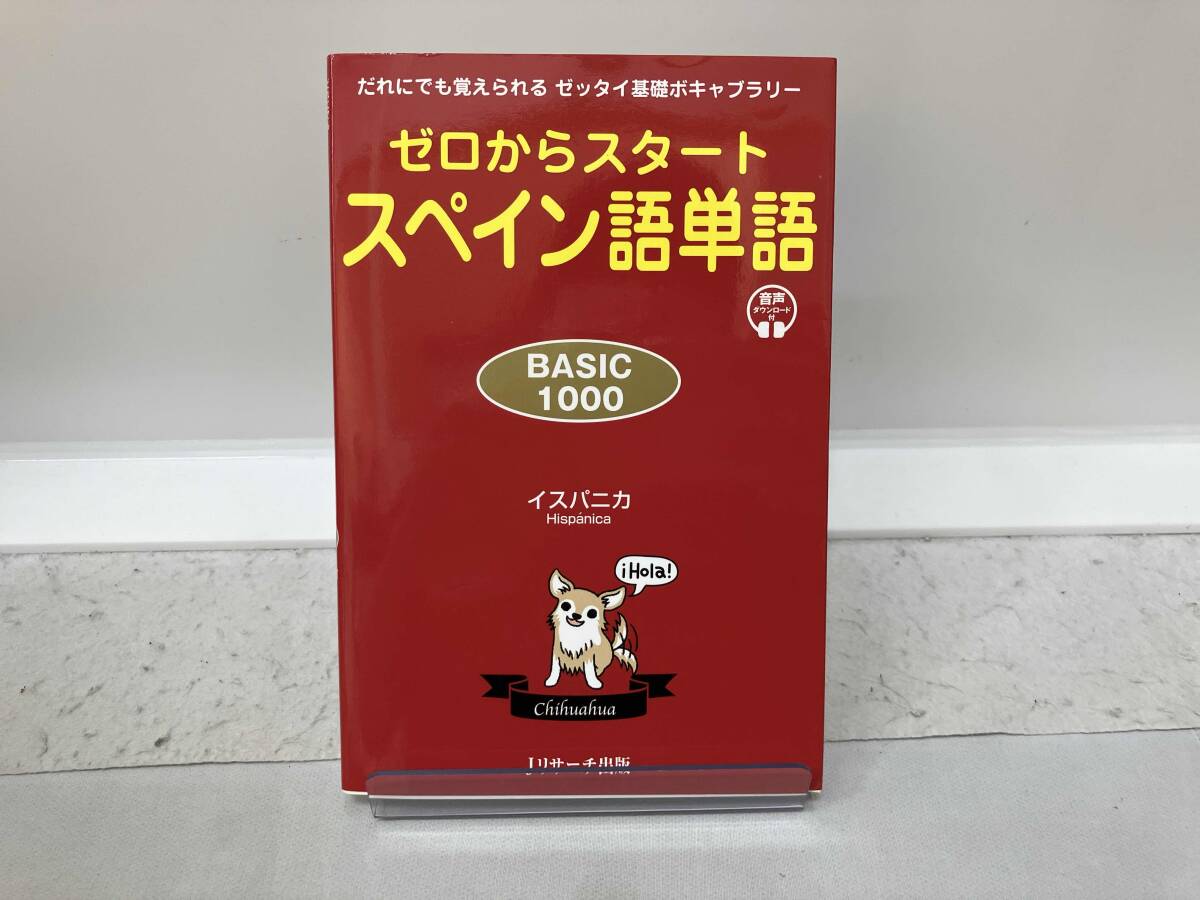 だれにでも覚えられる ゼッタイ基礎ボキャブラリー
ゼロからスタート
スペイン語単語
音声
ダウンロード
付
BASIC
1000
イスパニカ
Hispánica
¡Hola!
Chihuahua
Jリサーチ出版